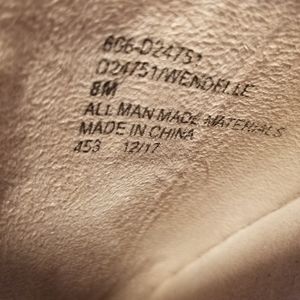 606-D24751
D24751/WENDELLE
8M
ALL MAN MADE MATERIALS
MADE IN CHINA
453 12/17